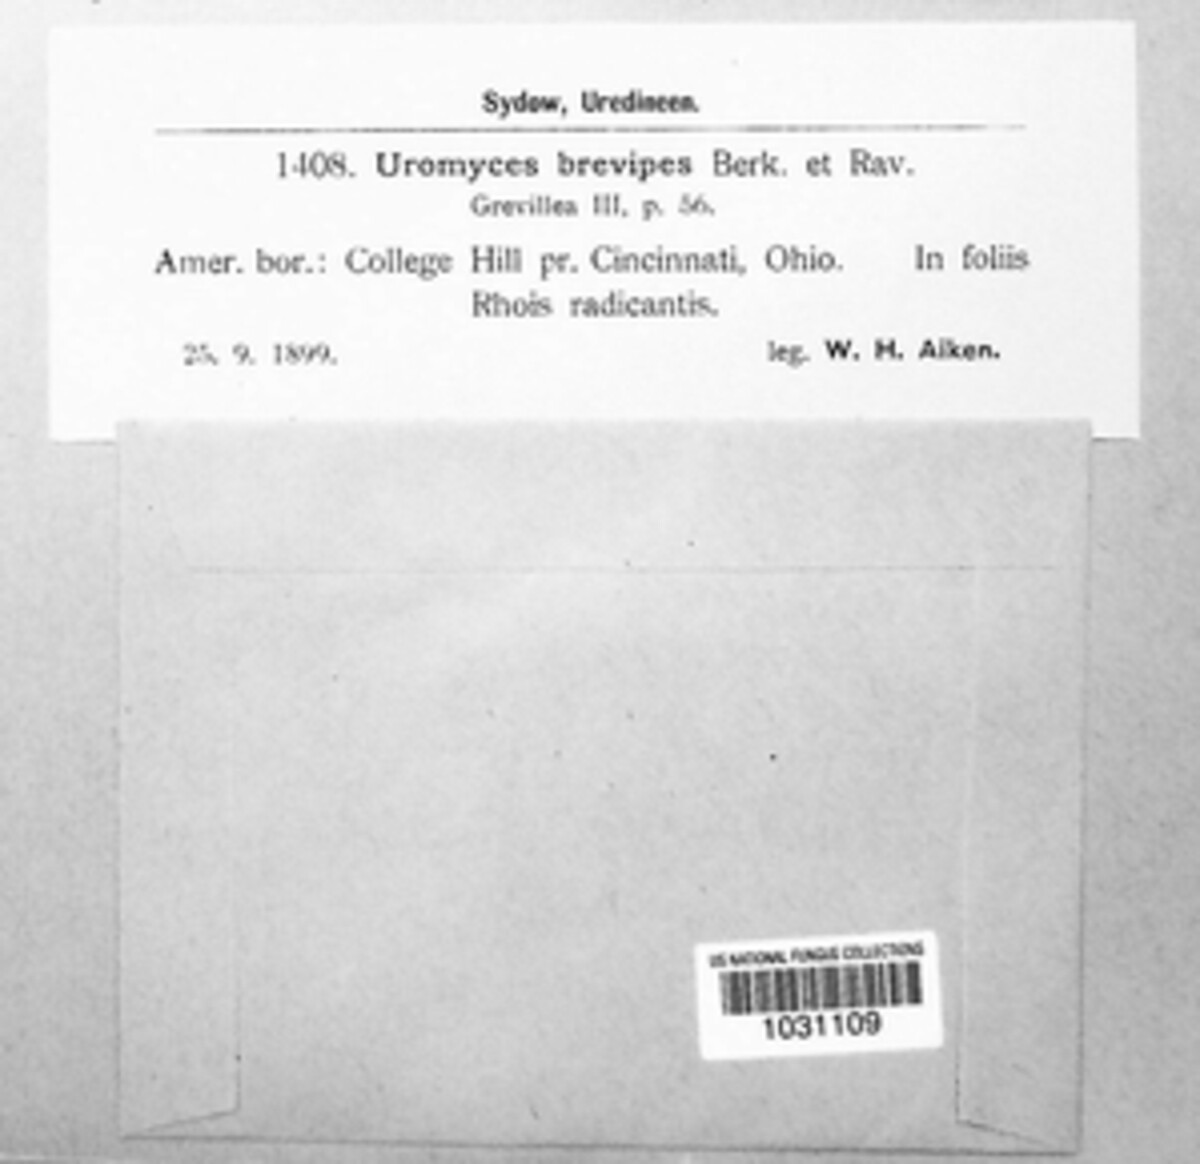 Sydow, Uredineen.
1408. Uromyces brevipes Berk. et Rav.
Grevillea III, p. 56.
Amer. bor.: College Hill pr. Cincinnati, Ohio. In foliis
Rhois radicantis.
25. 9. 1899. leg. W. H. Aiken.
US NATIONAL FUNGUS COLLECTIONS
1031109